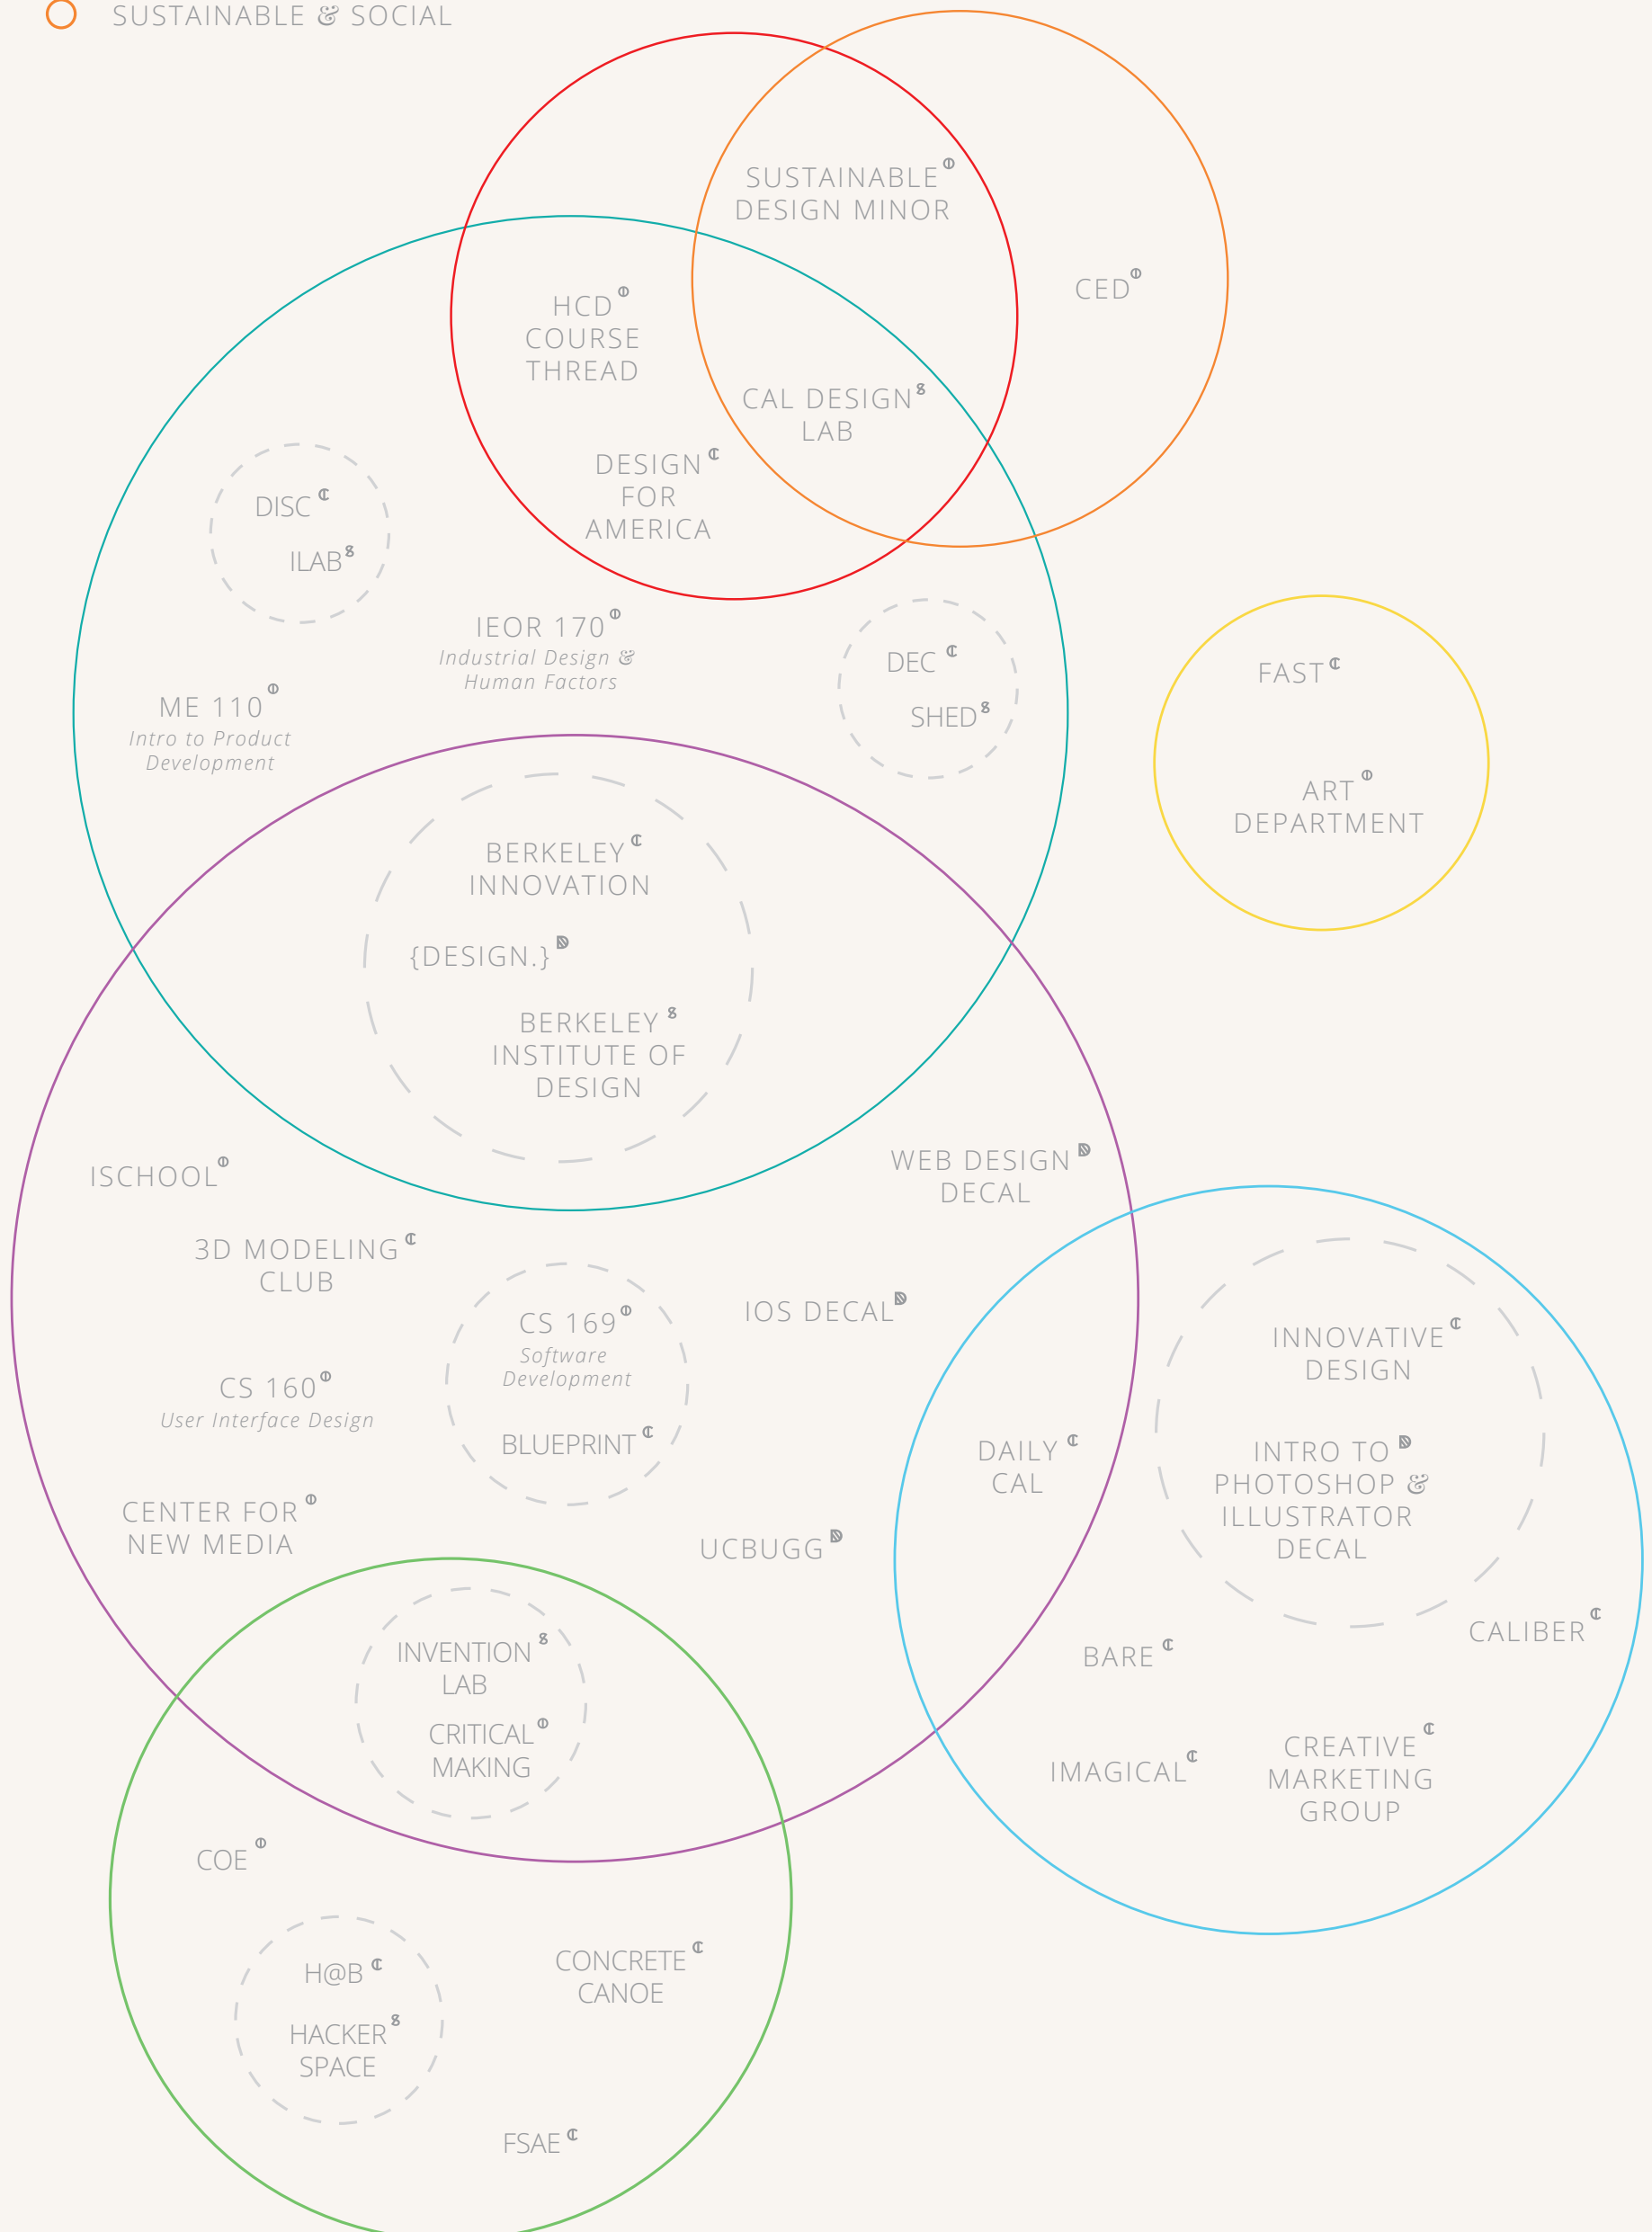 SUSTAINABLE & SOCIAL
SUSTAINABLE O
DESIGN MINOR
CED O
HCD O
COURSE
THREAD
CAL DESIGN S
LAB
DESIGN C
FOR
AMERICA
DISC C
ILAB S
IEOR 170 O
Industrial Design &
Human Factors
DEC C
SHED S
FAST C
ME 110 O
Intro to Product
Development
ART O
DEPARTMENT
BERKELEY C
INNOVATION
{DESIGN.} D
BERKELEY S
INSTITUTE OF
DESIGN
ISCHOOL O
WEB DESIGN D
DECAL
3D MODELING C
CLUB
CS 169 O
Software
Development
IOS DECAL D
INNOVATIVE C
DESIGN
CS 160 O
User Interface Design
BLUEPRINT C
DAILY C
CAL
INTRO TO D
PHOTOSHOP &
ILLUSTRATOR
DECAL
CENTER FOR O
NEW MEDIA
UCBUGG D
CALIBER C
INVENTION S
LAB
BARE C
CRITICAL O
MAKING
IMAGICAL C
CREATIVE C
MARKETING
GROUP
COE O
H@B C
CONCRETE C
CANOE
HACKER S
SPACE
FSAE C